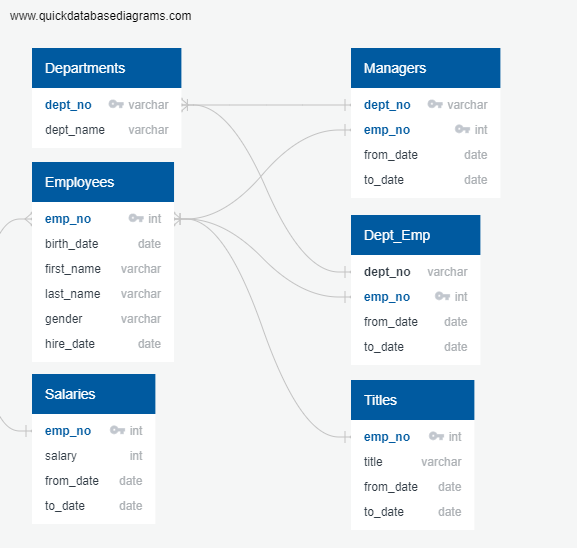 www.quickdatabasediagrams.com
Departments
dept_no varchar
dept_name varchar
Employees
emp_no int
birth_date date
first_name varchar
last_name varchar
gender varchar
hire_date date
Salaries
emp_no int
salary int
from_date date
to_date date
Managers
dept_no varchar
emp_no int
from_date date
to_date date
Dept_Emp
dept_no varchar
emp_no int
from_date date
to_date date
Titles
emp_no int
title varchar
from_date date
to_date date